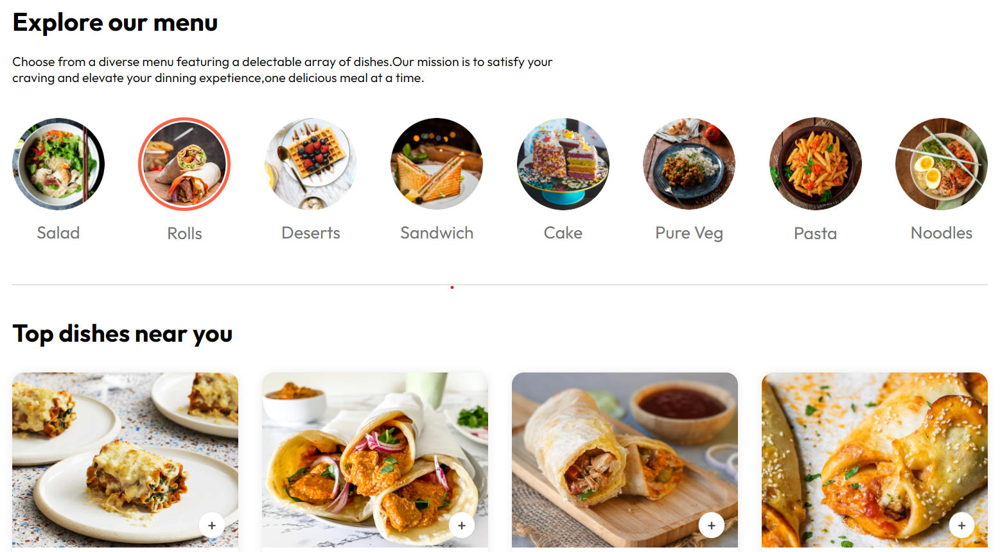 Explore our menu
Choose from a diverse menu featuring a delectable array of dishes.Our mission is to satisfy your
craving and elevate your dinning expetience,one delicious meal at a time.
Salad
Rolls
Deserts
Sandwich
Cake
Pure Veg
Pasta
Noodles
Top dishes near you
+
+
+
+